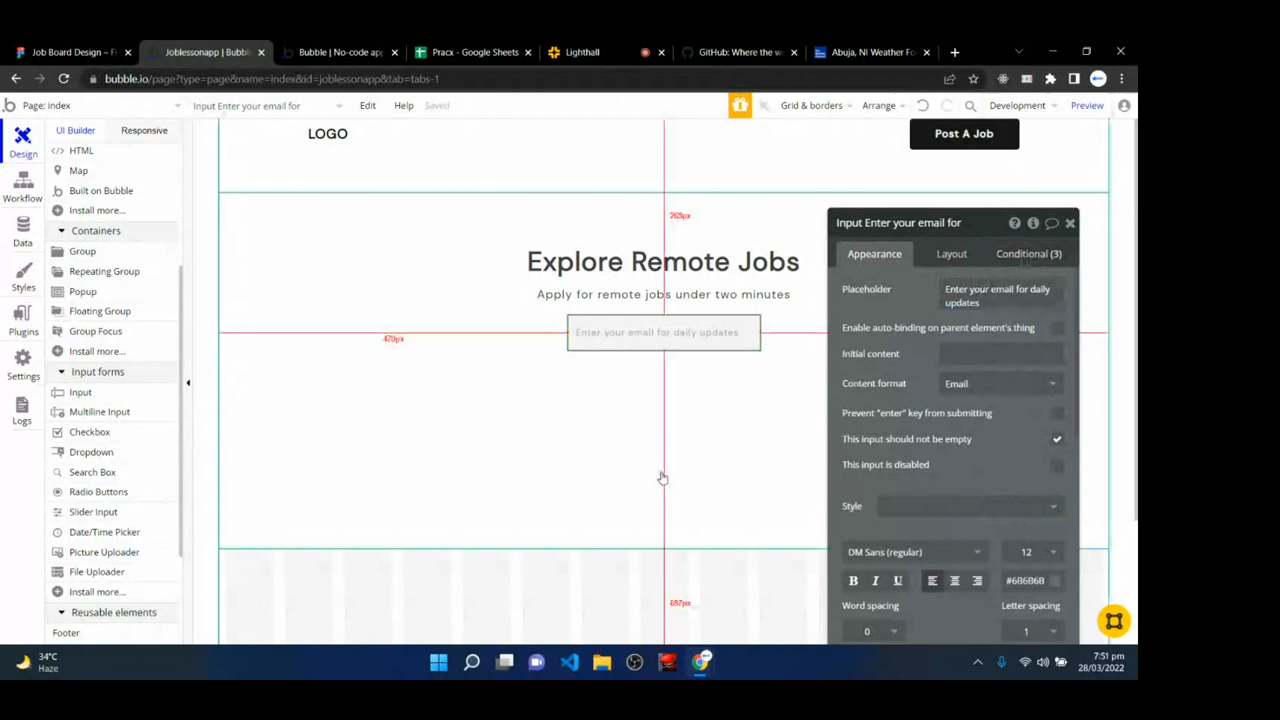 Job Board Design – F
Joblessonapp | Bubbl
Bubble | No-code ap
Pracx - Google Sheets
Lighthall
GitHub: Where the w
Abuja, NI Weather Fo
bubble.io/page?type=page&name=index&id=joblessonapp&tab=tabs-1
Page: index
Input Enter your email for
Edit
Help
Saved
Grid & borders
Arrange
Development
Preview
Design
Workflow
Data
Styles
Plugins
Settings
Logs
UI Builder
Responsive
HTML
Map
Built on Bubble
Install more...
Containers
Group
Repeating Group
Popup
Floating Group
Group Focus
Install more...
Input forms
Input
Multiline Input
Checkbox
Dropdown
Search Box
Radio Buttons
Slider Input
Date/Time Picker
Picture Uploader
File Uploader
Install more...
Reusable elements
Footer
LOGO
Post A Job
263px
Explore Remote Jobs
Apply for remote jobs under two minutes
Enter your email for daily updates
470px
687px
Input Enter your email for
Appearance
Layout
Conditional (3)
Placeholder
Enter your email for daily
updates
Enable auto-binding on parent element's thing
Initial content
Content format
Email
Prevent "enter" key from submitting
This input should not be empty
This input is disabled
Style
DM Sans (regular)
12
B I U
#6B6B6B
Word spacing
Letter spacing
0
1
34°C
Haze
7:51 pm
28/03/2022